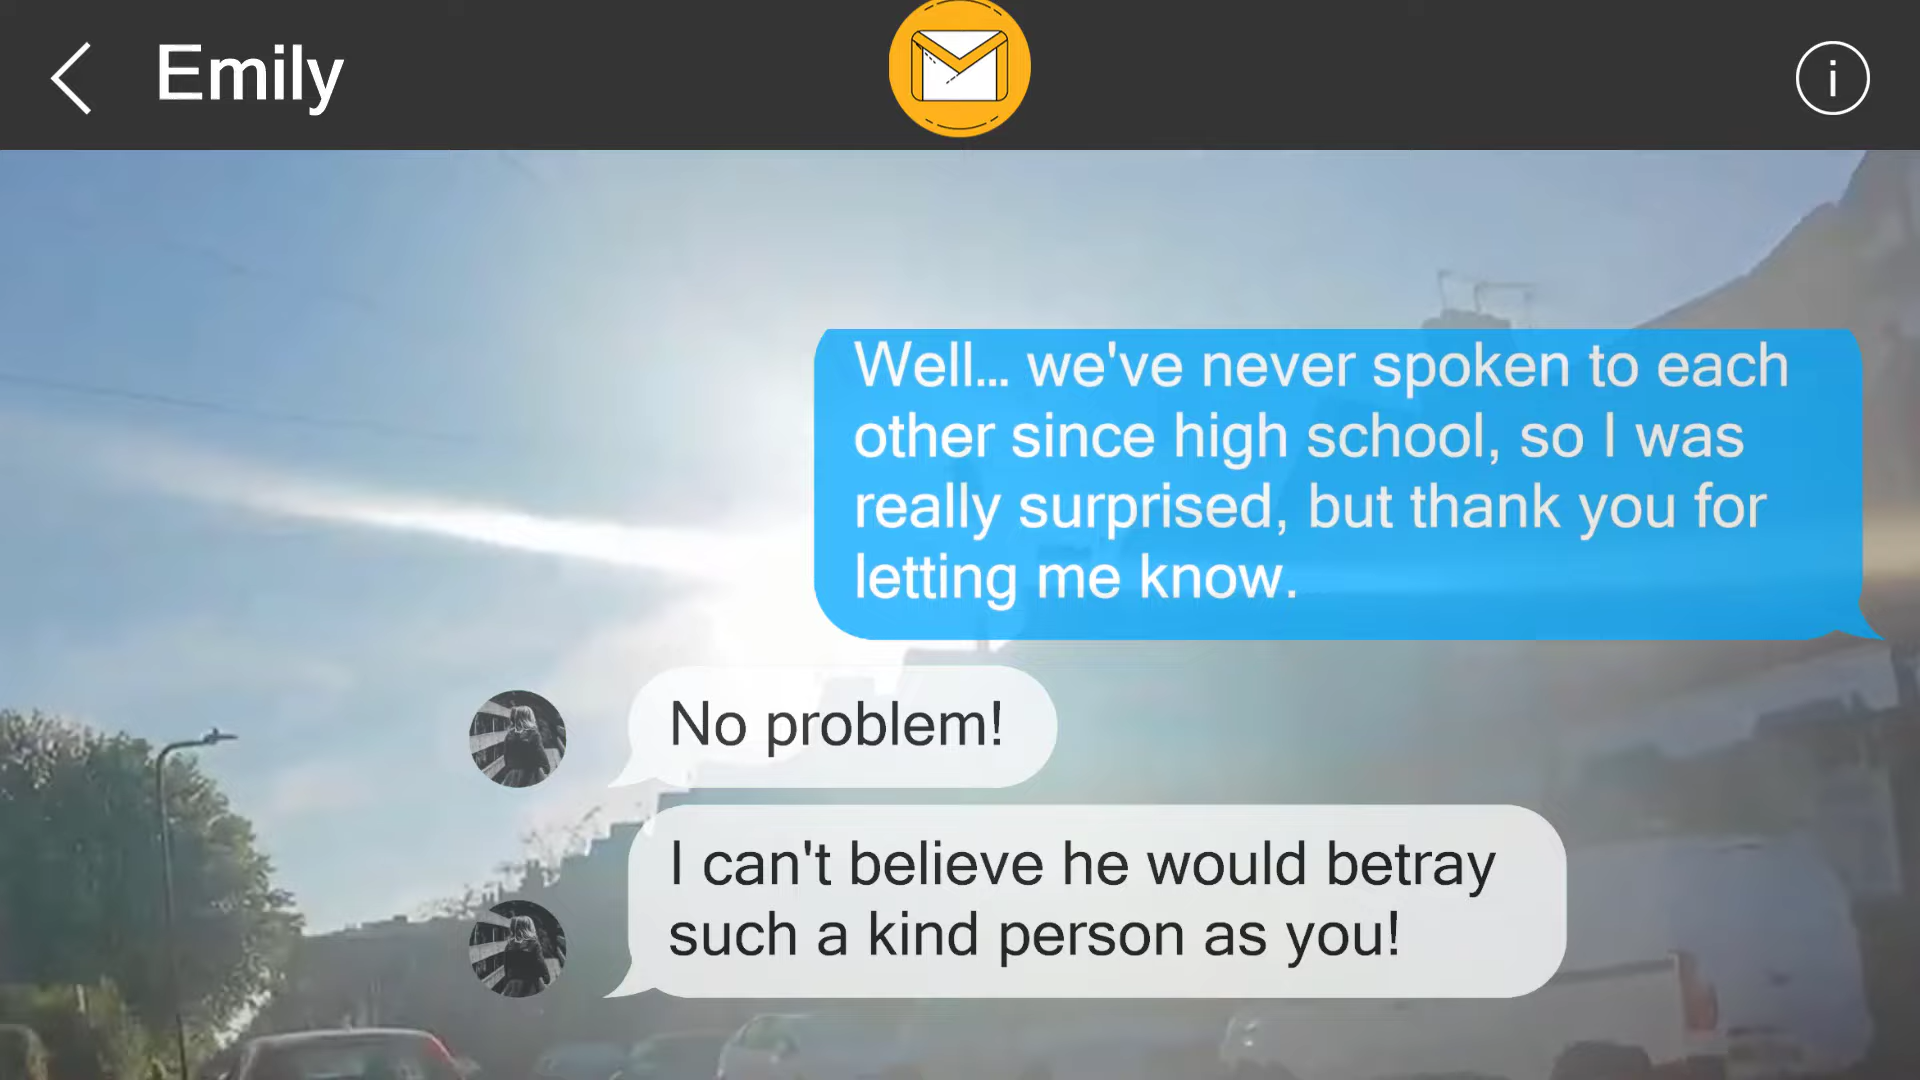 Emily
i
Well... we've never spoken to each
other since high school, so I was
really surprised, but thank you for
letting me know.
No problem!
I can't believe he would betray
such a kind person as you!